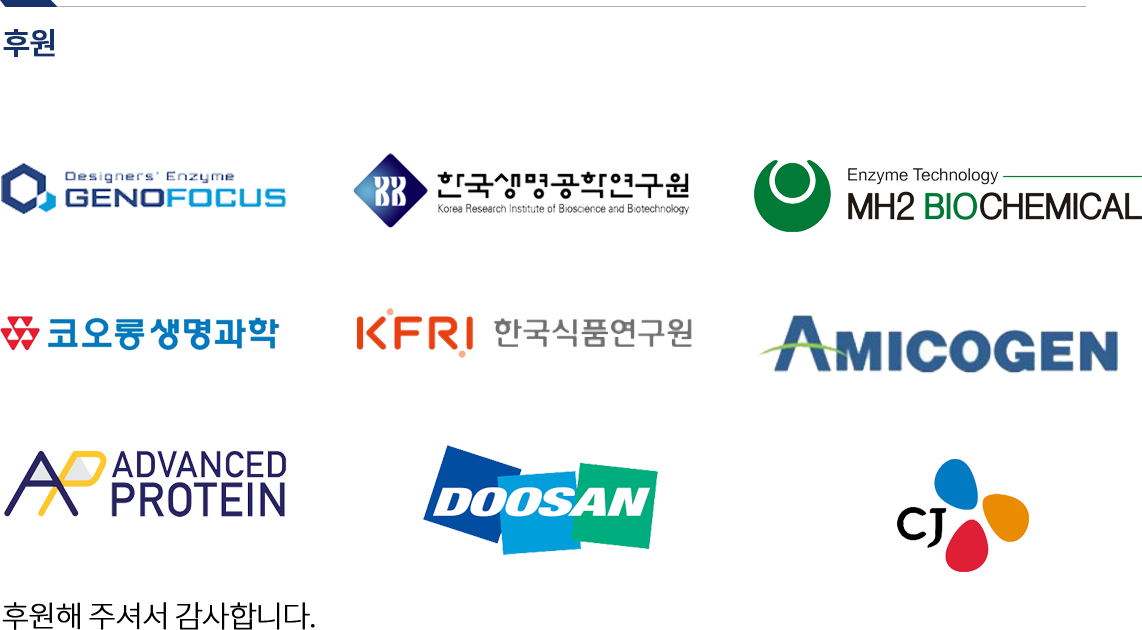 후원
Designers' Enzyme
GENOFOCUS
한국생명공학연구원
Korea Research Institute of Bioscience and Biotechnology
Enzyme Technology
MH2 BIOCHEMICAL
코오롱생명과학
KFRI 한국식품연구원
AMICOGEN
AP ADVANCED
PROTEIN
DOOSAN
CJ
후원해 주셔서 감사합니다.